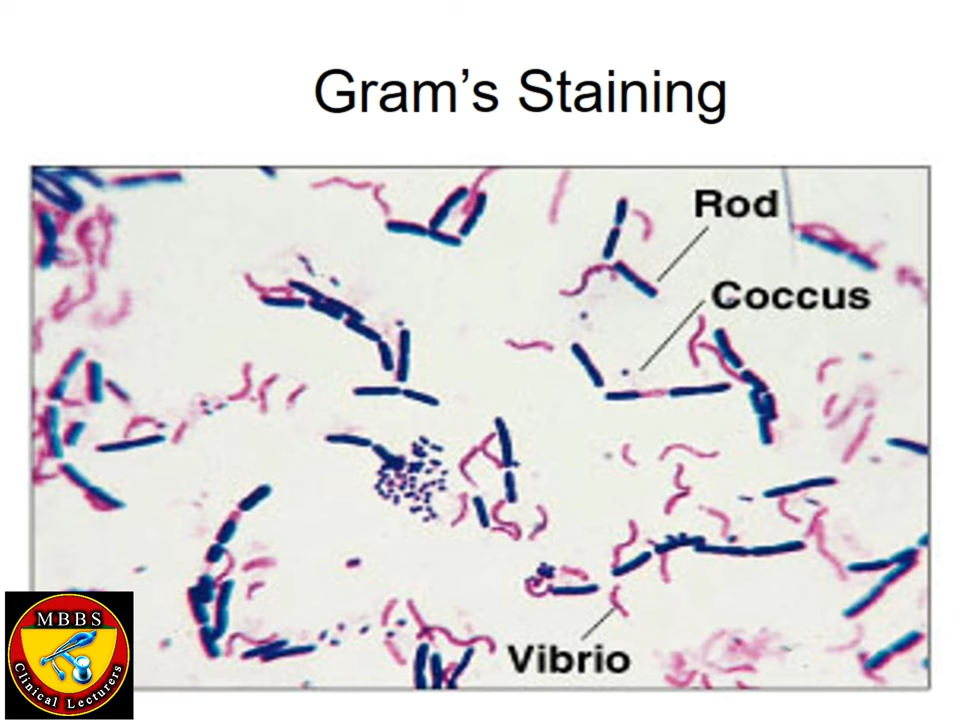 Gram's Staining
Rod
Coccus
Vibrio
MBBS
Clinical Lecturers